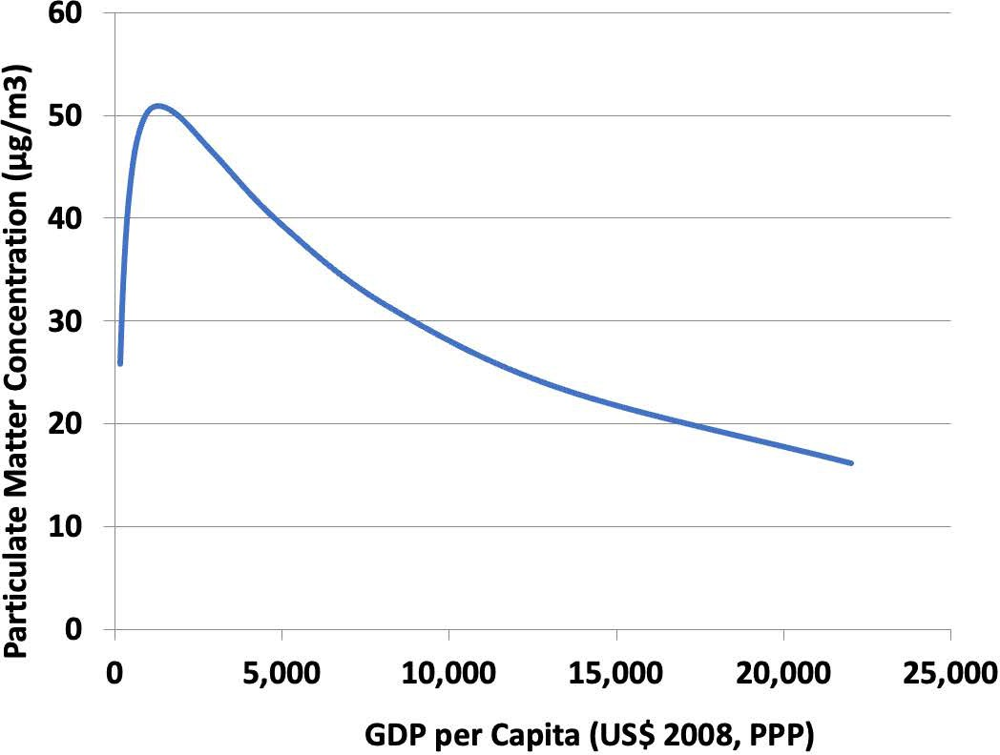 Particulate Matter Concentration (µg/m3)
60
50
40
30
20
10
0
0 5,000 10,000 15,000 20,000 25,000
GDP per Capita (US$ 2008, PPP)